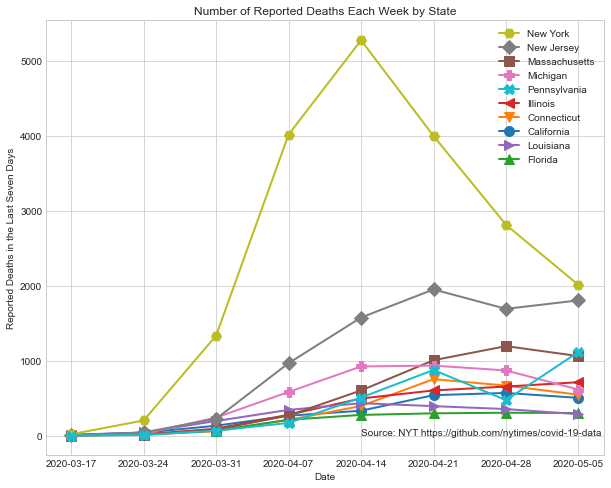 Number of Reported Deaths Each Week by State
Reported Deaths in the Last Seven Days
5000
4000
3000
2000
1000
0
New York
New Jersey
Massachusetts
Michigan
Pennsylvania
Illinois
Connecticut
California
Louisiana
Florida
Source: NYT https://github.com/nytimes/covid-19-data
2020-03-17 2020-03-24 2020-03-31 2020-04-07 2020-04-14 2020-04-21 2020-04-28 2020-05-05
Date